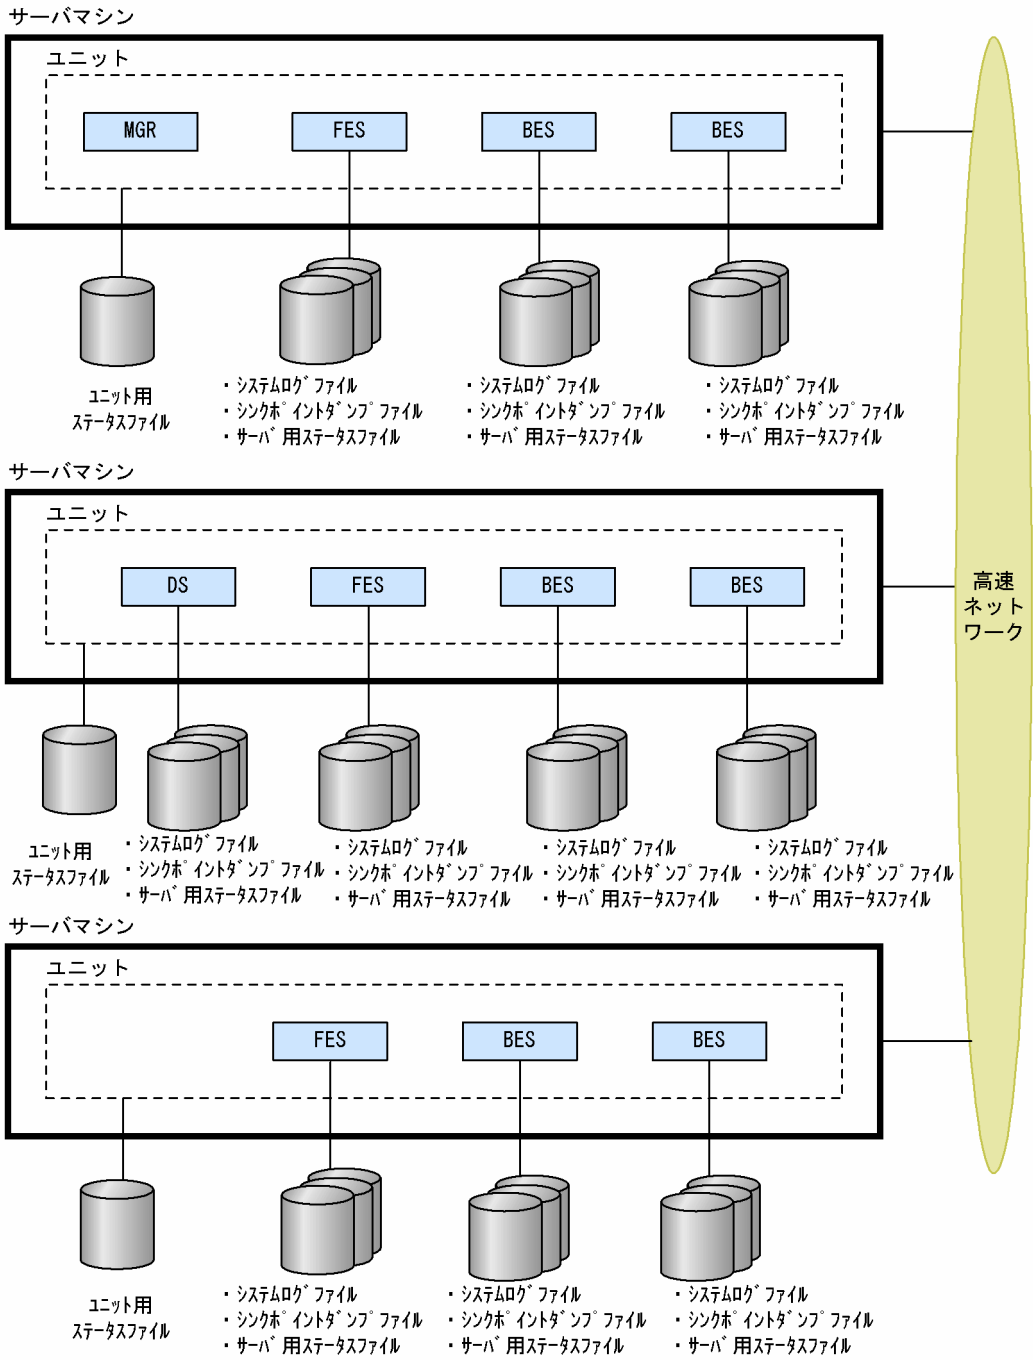 サーバマシン
ユニット
MGR
FES
BES
BES
ﾕﾆｯﾄ用
ｽﾃｰﾀｽﾌｧｲﾙ
・ｼｽﾃﾑﾛｸﾞﾌｧｲﾙ
・ｼﾝｸﾎﾟｲﾝﾄﾀﾞﾝﾌﾟﾌｧｲﾙ
・ｻｰﾊﾞ用ｽﾃｰﾀｽﾌｧｲﾙ
・ｼｽﾃﾑﾛｸﾞﾌｧｲﾙ
・ｼﾝｸﾎﾟｲﾝﾄﾀﾞﾝﾌﾟﾌｧｲﾙ
・ｻｰﾊﾞ用ｽﾃｰﾀｽﾌｧｲﾙ
・ｼｽﾃﾑﾛｸﾞﾌｧｲﾙ
・ｼﾝｸﾎﾟｲﾝﾄﾀﾞﾝﾌﾟﾌｧｲﾙ
・ｻｰﾊﾞ用ｽﾃｰﾀｽﾌｧｲﾙ
サーバマシン
ユニット
DS
FES
BES
BES
高速
ネット
ワーク
ﾕﾆｯﾄ用
ｽﾃｰﾀｽﾌｧｲﾙ
・ｼｽﾃﾑﾛｸﾞﾌｧｲﾙ
・ｼﾝｸﾎﾟｲﾝﾄﾀﾞﾝﾌﾟﾌｧｲﾙ
・ｻｰﾊﾞ用ｽﾃｰﾀｽﾌｧｲﾙ
・ｼｽﾃﾑﾛｸﾞﾌｧｲﾙ
・ｼﾝｸﾎﾟｲﾝﾄﾀﾞﾝﾌﾟﾌｧｲﾙ
・ｻｰﾊﾞ用ｽﾃｰﾀｽﾌｧｲﾙ
・ｼｽﾃﾑﾛｸﾞﾌｧｲﾙ
・ｼﾝｸﾎﾟｲﾝﾄﾀﾞﾝﾌﾟﾌｧｲﾙ
・ｻｰﾊﾞ用ｽﾃｰﾀｽﾌｧｲﾙ
・ｼｽﾃﾑﾛｸﾞﾌｧｲﾙ
・ｼﾝｸﾎﾟｲﾝﾄﾀﾞﾝﾌﾟﾌｧｲﾙ
・ｻｰﾊﾞ用ｽﾃｰﾀｽﾌｧｲﾙ
サーバマシン
ユニット
FES
BES
BES
ﾕﾆｯﾄ用
ｽﾃｰﾀｽﾌｧｲﾙ
・ｼｽﾃﾑﾛｸﾞﾌｧｲﾙ
・ｼﾝｸﾎﾟｲﾝﾄﾀﾞﾝﾌﾟﾌｧｲﾙ
・ｻｰﾊﾞ用ｽﾃｰﾀｽﾌｧｲﾙ
・ｼｽﾃﾑﾛｸﾞﾌｧｲﾙ
・ｼﾝｸﾎﾟｲﾝﾄﾀﾞﾝﾌﾟﾌｧｲﾙ
・ｻｰﾊﾞ用ｽﾃｰﾀｽﾌｧｲﾙ
・ｼｽﾃﾑﾛｸﾞﾌｧｲﾙ
・ｼﾝｸﾎﾟｲﾝﾄﾀﾞﾝﾌﾟﾌｧｲﾙ
・ｻｰﾊﾞ用ｽﾃｰﾀｽﾌｧｲﾙ